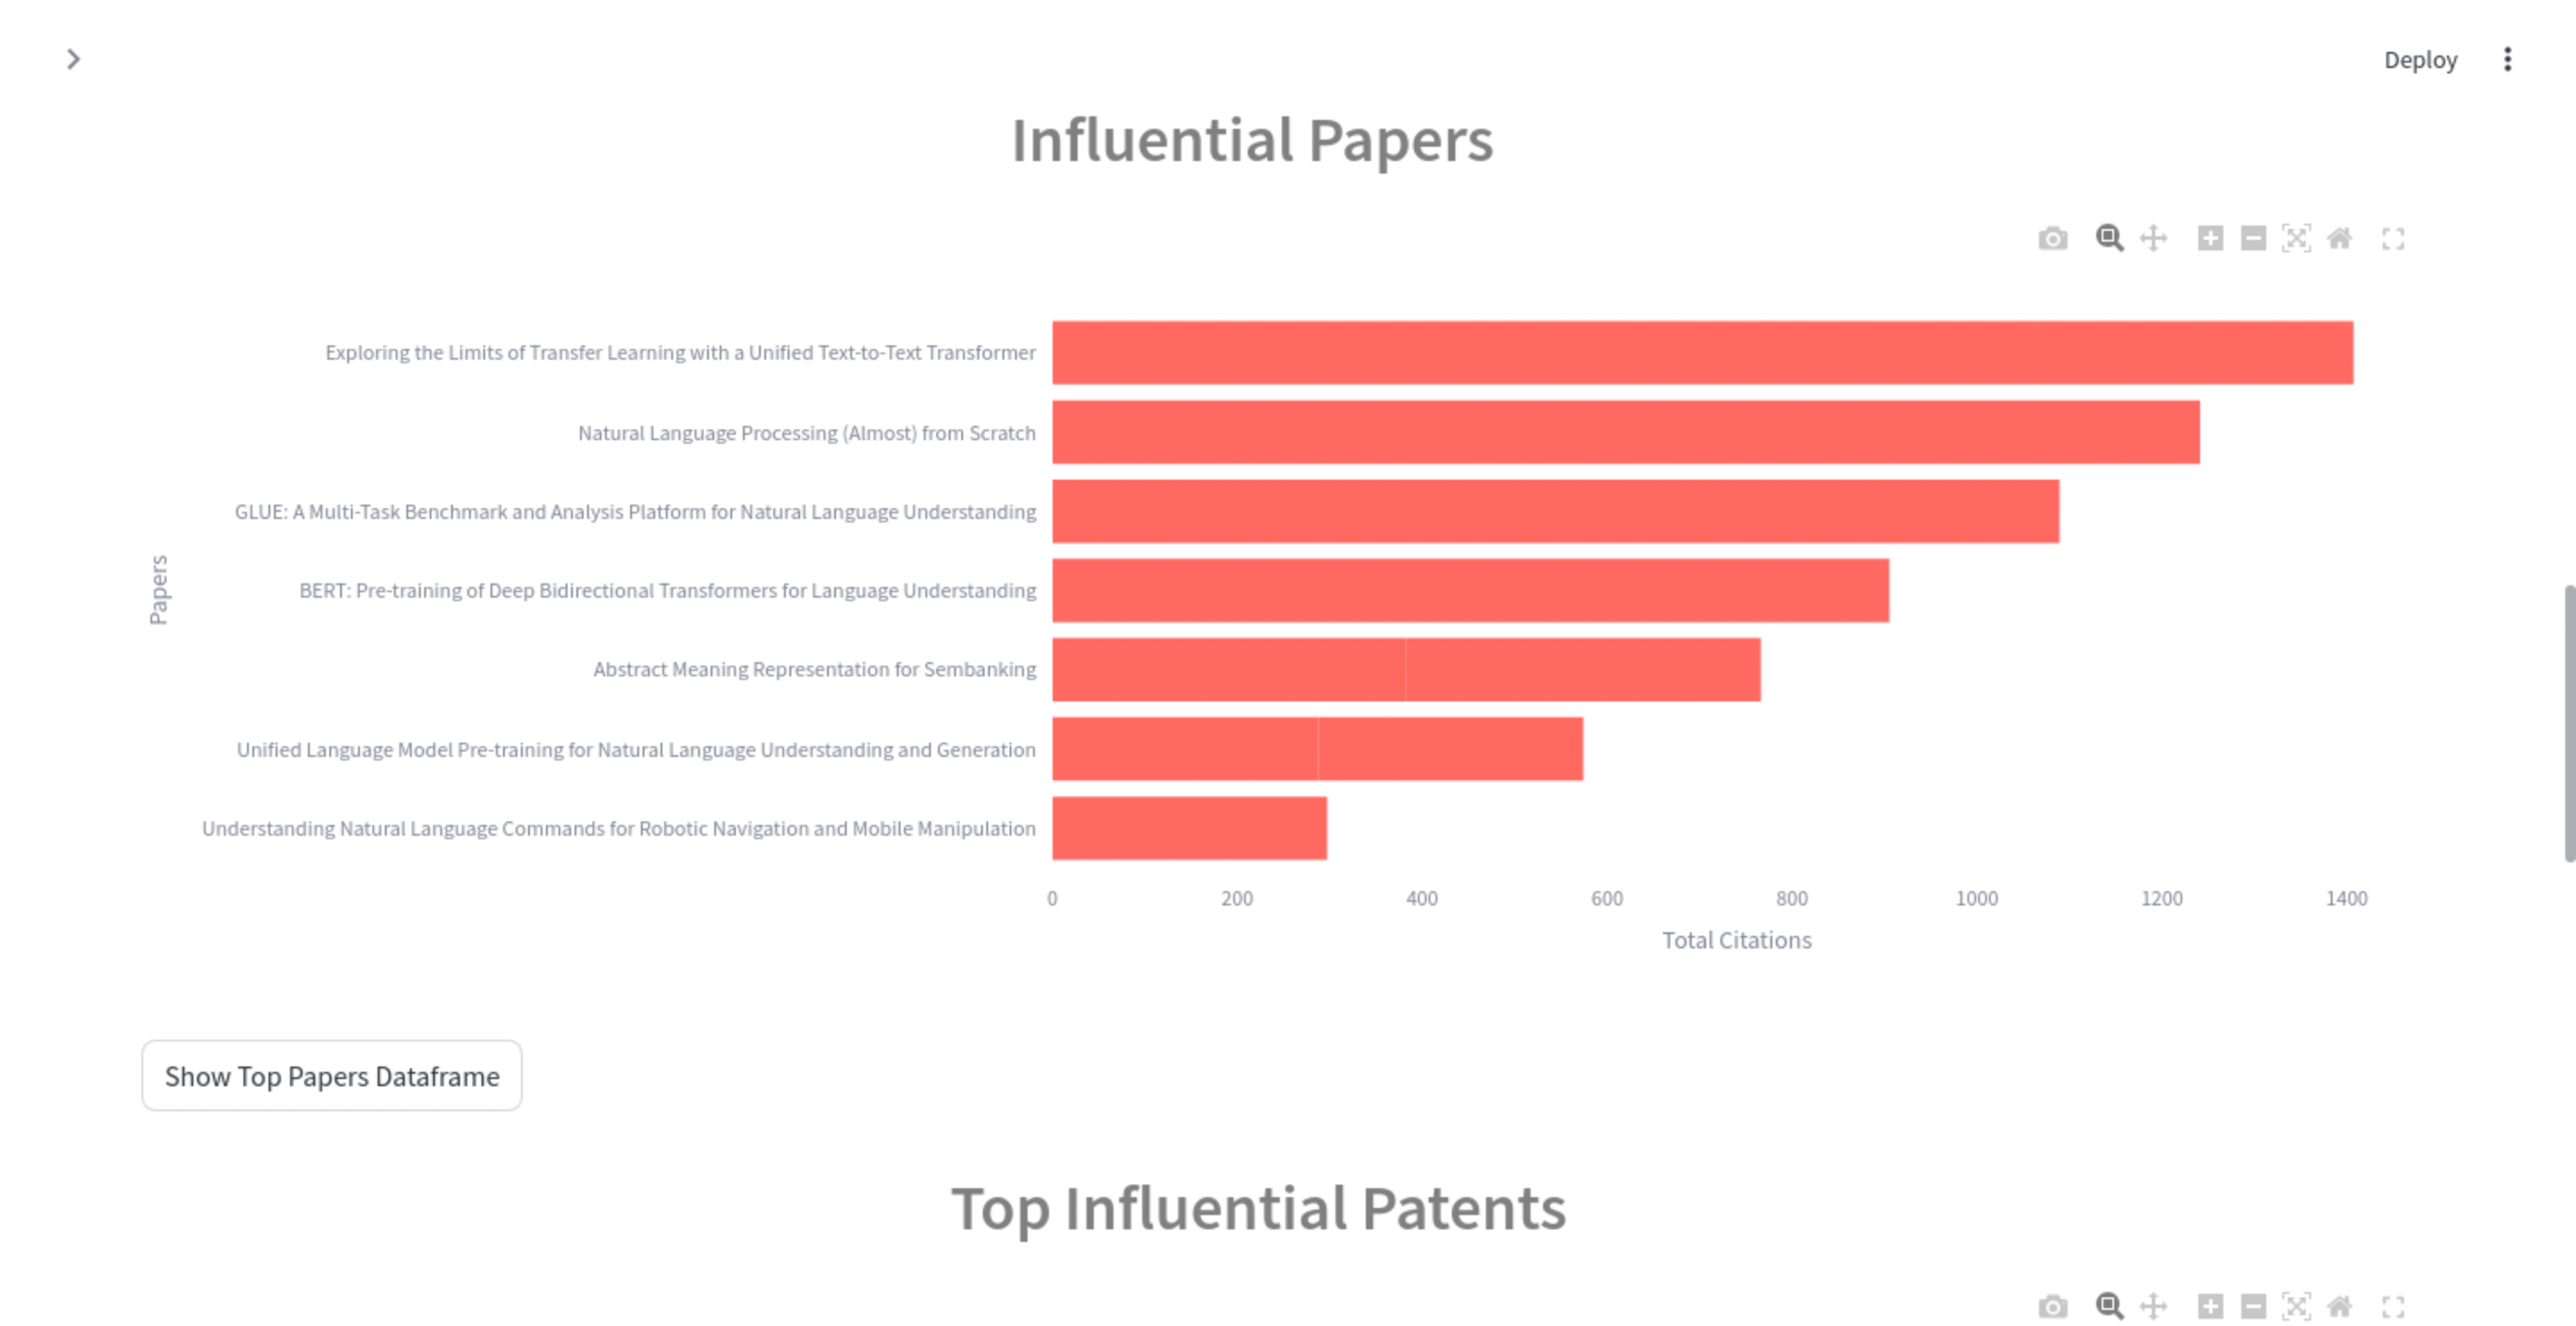 Deploy
Influential Papers
Exploring the Limits of Transfer Learning with a Unified Text-to-Text Transformer
Natural Language Processing (Almost) from Scratch
GLUE: A Multi-Task Benchmark and Analysis Platform for Natural Language Understanding
BERT: Pre-training of Deep Bidirectional Transformers for Language Understanding
Papers
Abstract Meaning Representation for Sembanking
Unified Language Model Pre-training for Natural Language Understanding and Generation
Understanding Natural Language Commands for Robotic Navigation and Mobile Manipulation
0 200 400 600 800 1000 1200 1400
Total Citations
Show Top Papers Dataframe
Top Influential Patents